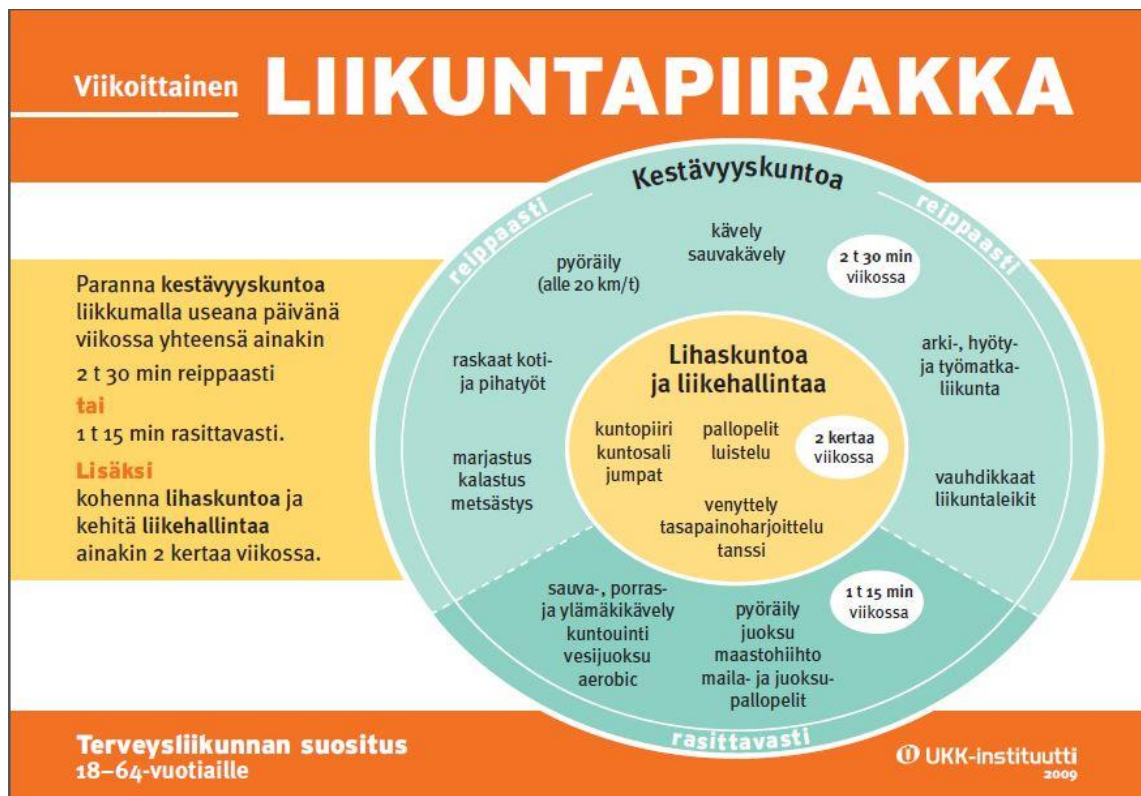 Viikoittainen LIIKUNTAPIIRAKKA
Paranna kestävyyskuntoa
liikkumalla useana päivänä
viikossa yhteensä ainakin
2 t 30 min reippaasti
tai
1 t 15 min rasittavasti.
Lisäksi
kohenna lihaskuntoa ja
kehitä liikehallintaa
ainakin 2 kertaa viikossa.
Kestävyyskuntoa
reippaasti
reippaasti
kävely
sauvakävely
2 t 30 min
viikossa
pyöräily
(alle 20 km/t)
raskaat koti-
ja pihatyöt
marjastus
kalastus
metsästys
arki-, hyöty-
ja työmatka-
liikunta
vauhdikkaat
liikuntaleikit
Lihaskuntoa
ja liikehallintaa
kuntopiiri
kuntosali
jumpat
pallopelit
luistelu
2 kertaa
viikossa
venyttely
tasapainoharjoittelu
tanssi
sauva-, porras-
ja ylämäkikävely
kuntouinti
vesijuoksu
aerobic
pyöräily
juoksu
maastohiihto
maila- ja juoksu-
pallopelit
1 t 15 min
viikossa
rasittavasti
Terveysliikunnan suositus
18–64-vuotiaille
UKK-instituutti
2009